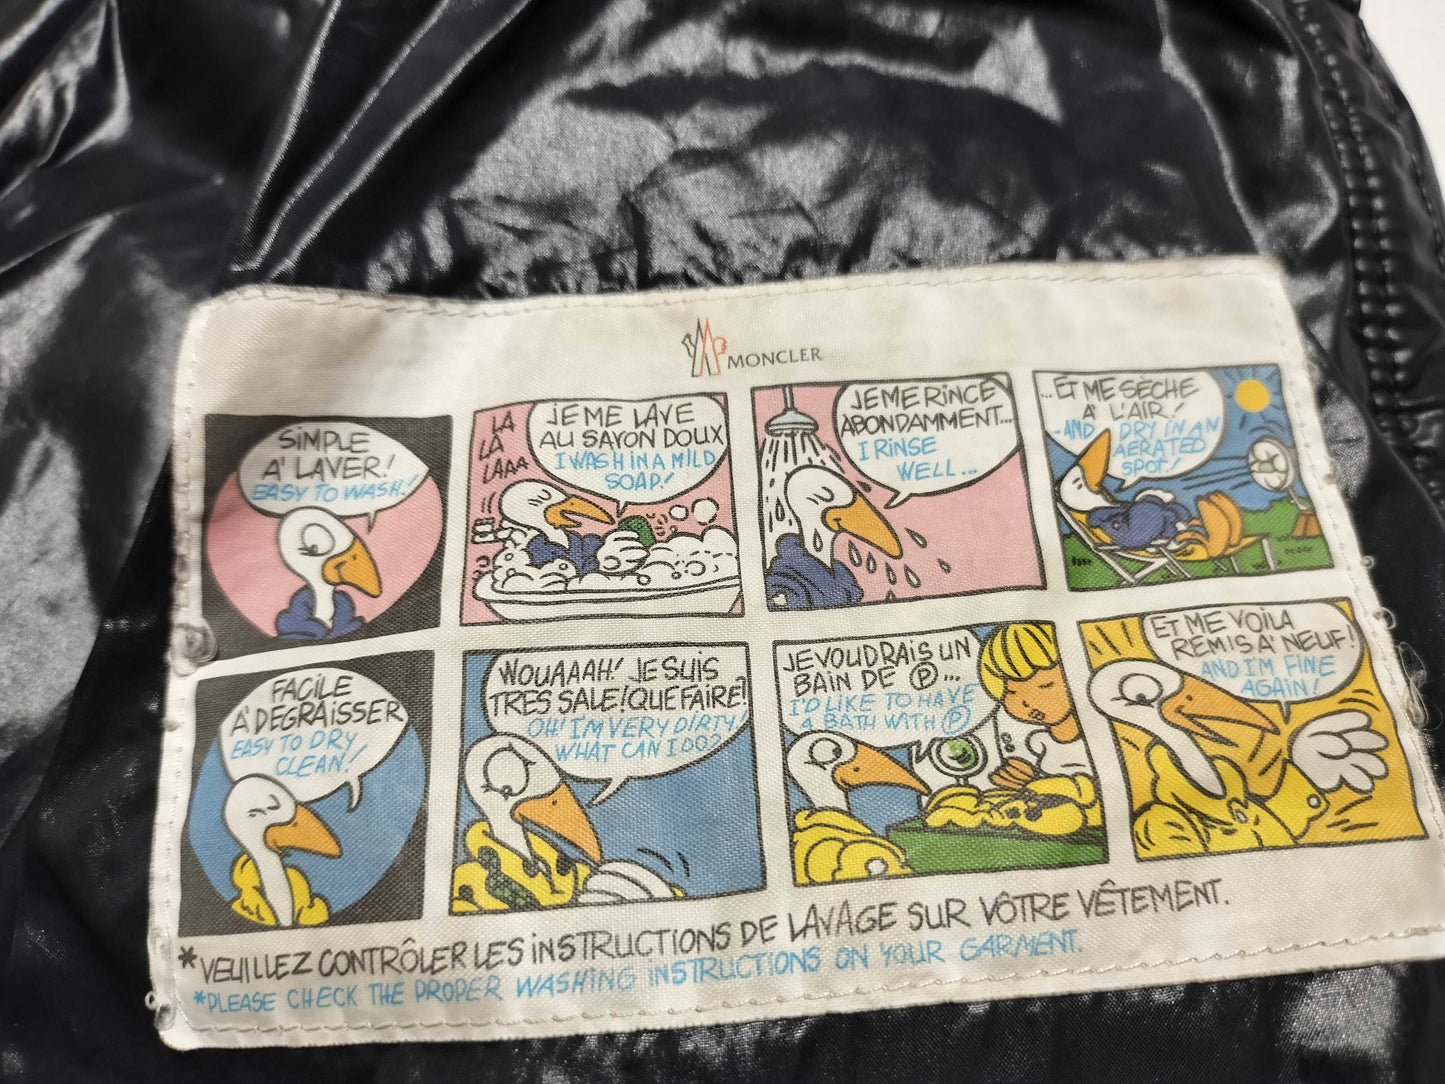 MONCLER
SIMPLE
A' LAVER!
EASY TO WASH!
LA
LA
LAAA
JE ME LAVE
AU SAVON DOUX
I WASH IN A MILD
SOAP!
JE ME RINCE
ABONDAMMENT...
I RINSE
WELL...
...ET ME SÈCHE
A' L'AIR!
- AND I DRY IN AN
AERATED
SPOT!
FACILE
A' DÉGRAISSER
EASY TO DRY
CLEAN!
WOUAAAH! JE SUIS
TRES SALE! QUE FAIRE?
OH! I'M VERY DIRTY!
WHAT CAN I DO?
JE VOUDRAIS UN
BAIN DE Ⓟ...
I'D LIKE TO HAVE
A BATH WITH Ⓟ
ET ME VOILA
REMIS A' NEUF!
AND I'M FINE
AGAIN!
*VEUILLEZ CONTRÔLER LES INSTRUCTIONS DE LAVAGE SUR VÔTRE VÊTEMENT.
*PLEASE CHECK THE PROPER WASHING INSTRUCTIONS ON YOUR GARMENT.